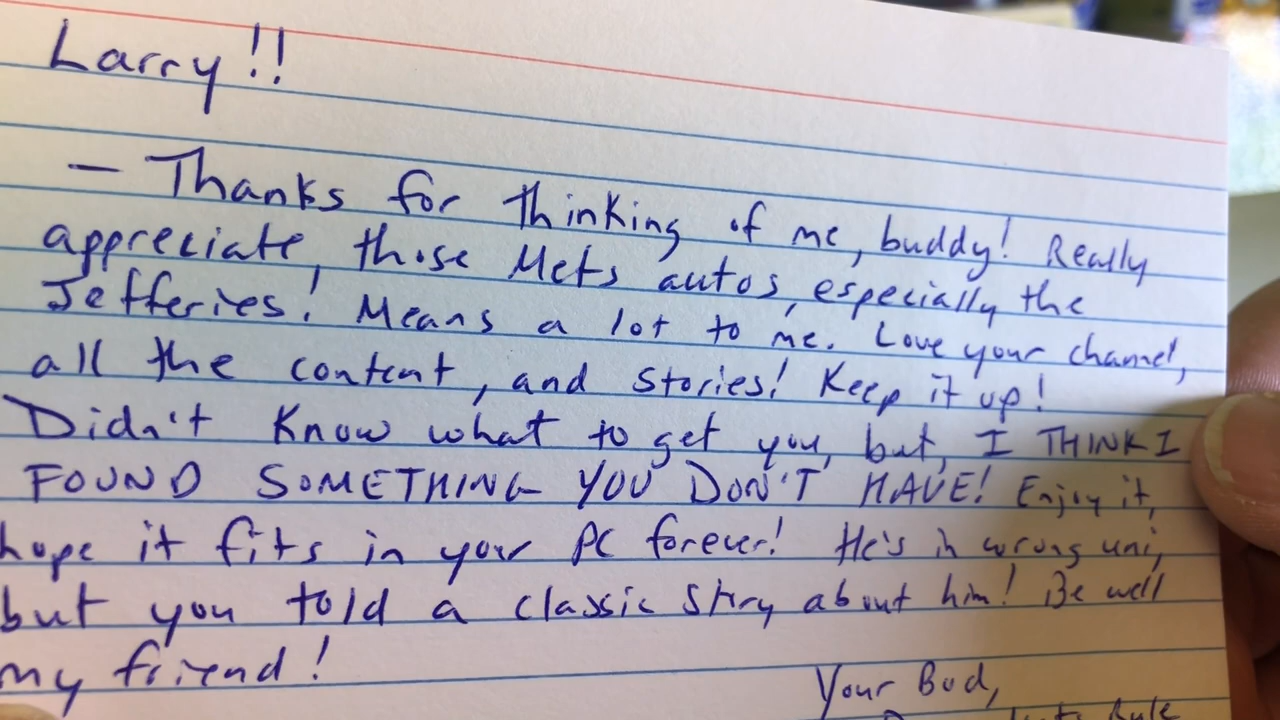 Larry!!
— Thanks for thinking of me, buddy! Really
appreciate, those Mets autos, especially the
Jefferies! Means a lot to me. Love your channel,
all the content, and stories! Keep it up!
Didn't know what to get you, but, I THINK I
FOUND SOMETHING YOU DON'T HAVE! Enjoy it,
hope it fits in your PC forever! He's in wrong uni,
but you told a classic story about him! Be well
my friend!
Your Bud,
Rule